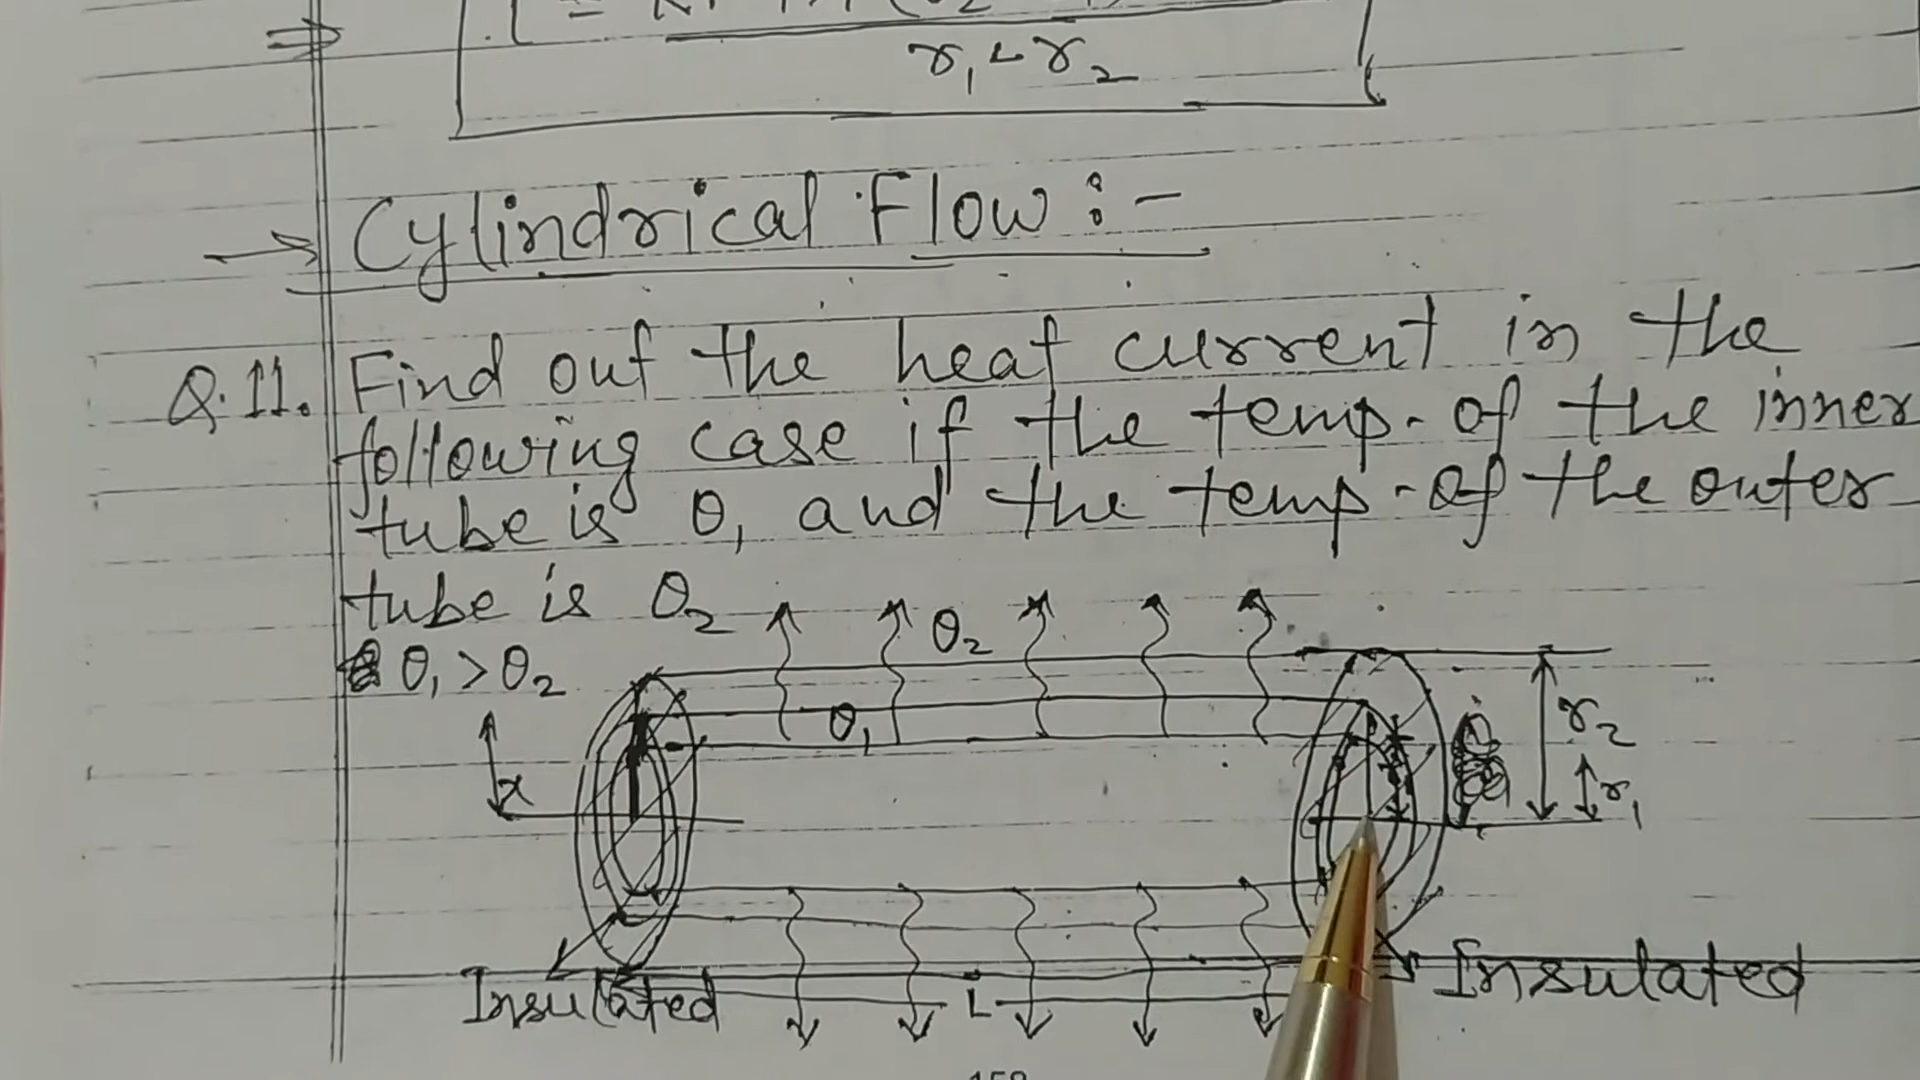 ⇒
r₁ - r₂
→ Cylindrical Flow :-
Q.11. Find out the heat current in the
following case if the temp. of the inner
tube is θ₁ and the temp. of the outer
tube is θ₂
θ₁ > θ₂
θ₂
θ₁
r₂
x
r₁
Insulated
L
Insulated